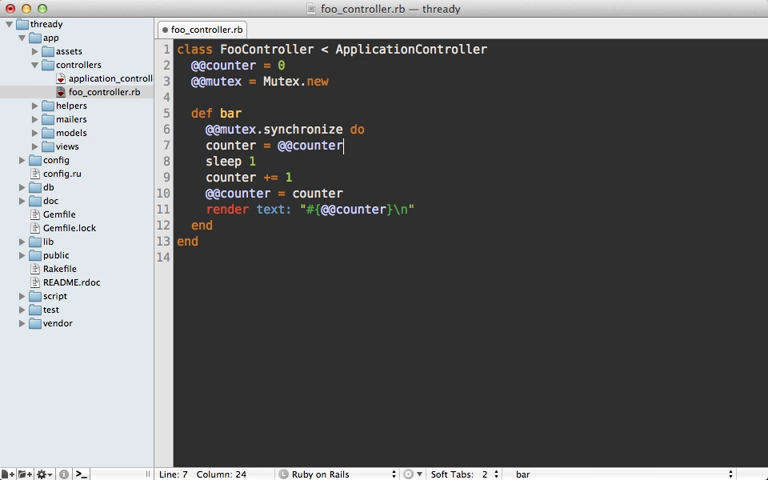 foo_controller.rb — thready
thready
app
assets
controllers
application_controll
foo_controller.rb
helpers
mailers
models
views
config
config.ru
db
doc
Gemfile
Gemfile.lock
lib
public
Rakefile
README.rdoc
script
test
vendor
foo_controller.rb
1 class FooController < ApplicationController
2 @@counter = 0
3 @@mutex = Mutex.new
4
5 def bar
6 @@mutex.synchronize do
7 counter = @@counter
8 sleep 1
9 counter += 1
10 @@counter = counter
11 render text: "#{@@counter}\n"
12 end
13 end
14
Line: 7 Column: 24 L Ruby on Rails Soft Tabs: 2 bar